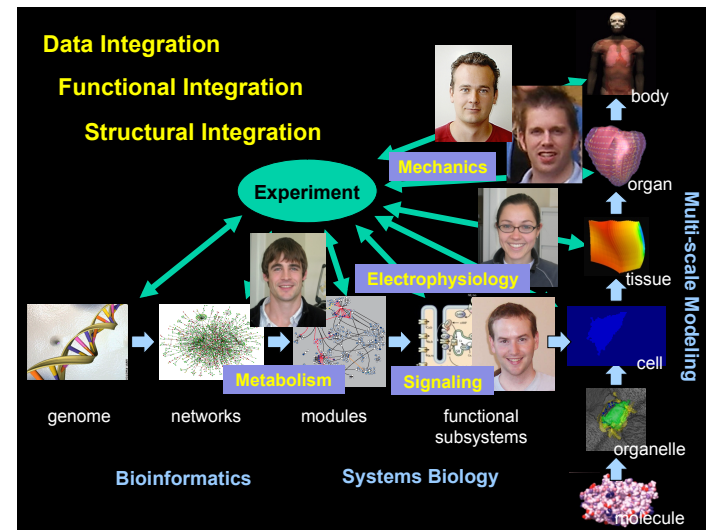 Data Integration
Functional Integration
Structural Integration
body
Mechanics
Experiment
organ
Multi-scale Modeling
Electrophysiology
tissue
Metabolism
Signaling
cell
genome
networks
modules
functional
subsystems
organelle
Bioinformatics
Systems Biology
molecule